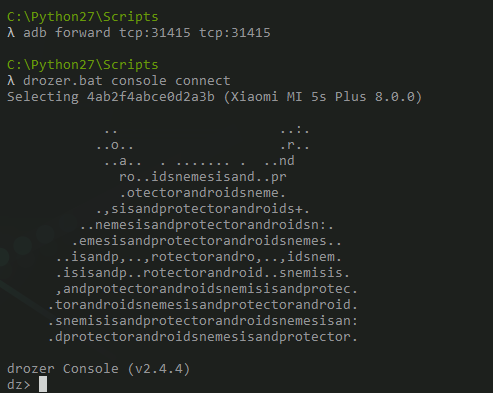 C:\Python27\Scripts
λ adb forward tcp:31415 tcp:31415
C:\Python27\Scripts
λ drozer.bat console connect
Selecting 4ab2f4abce0d2a3b (Xiaomi MI 5s Plus 8.0.0)
..                    ..:.
..o..                  .r..
..a..  . ....... .  ..nd
ro..idsnemesisand..pr
.otectorandroidsneme.
.,sisandprotectorandroids+.
..nemesisandprotectorandroidsn:.
.emesisandprotectorandroidsnemes..
..isandp,..,rotectorandro,..,idsnem.
.isisandp..rotectorandroid..snemisis.
,andprotectorandroidsnemisisandprotec.
.torandroidsnemesisandprotectorandroid.
.snemisisandprotectorandroidsnemesisan:
.dprotectorandroidsnemesisandprotector.
drozer Console (v2.4.4)
dz>